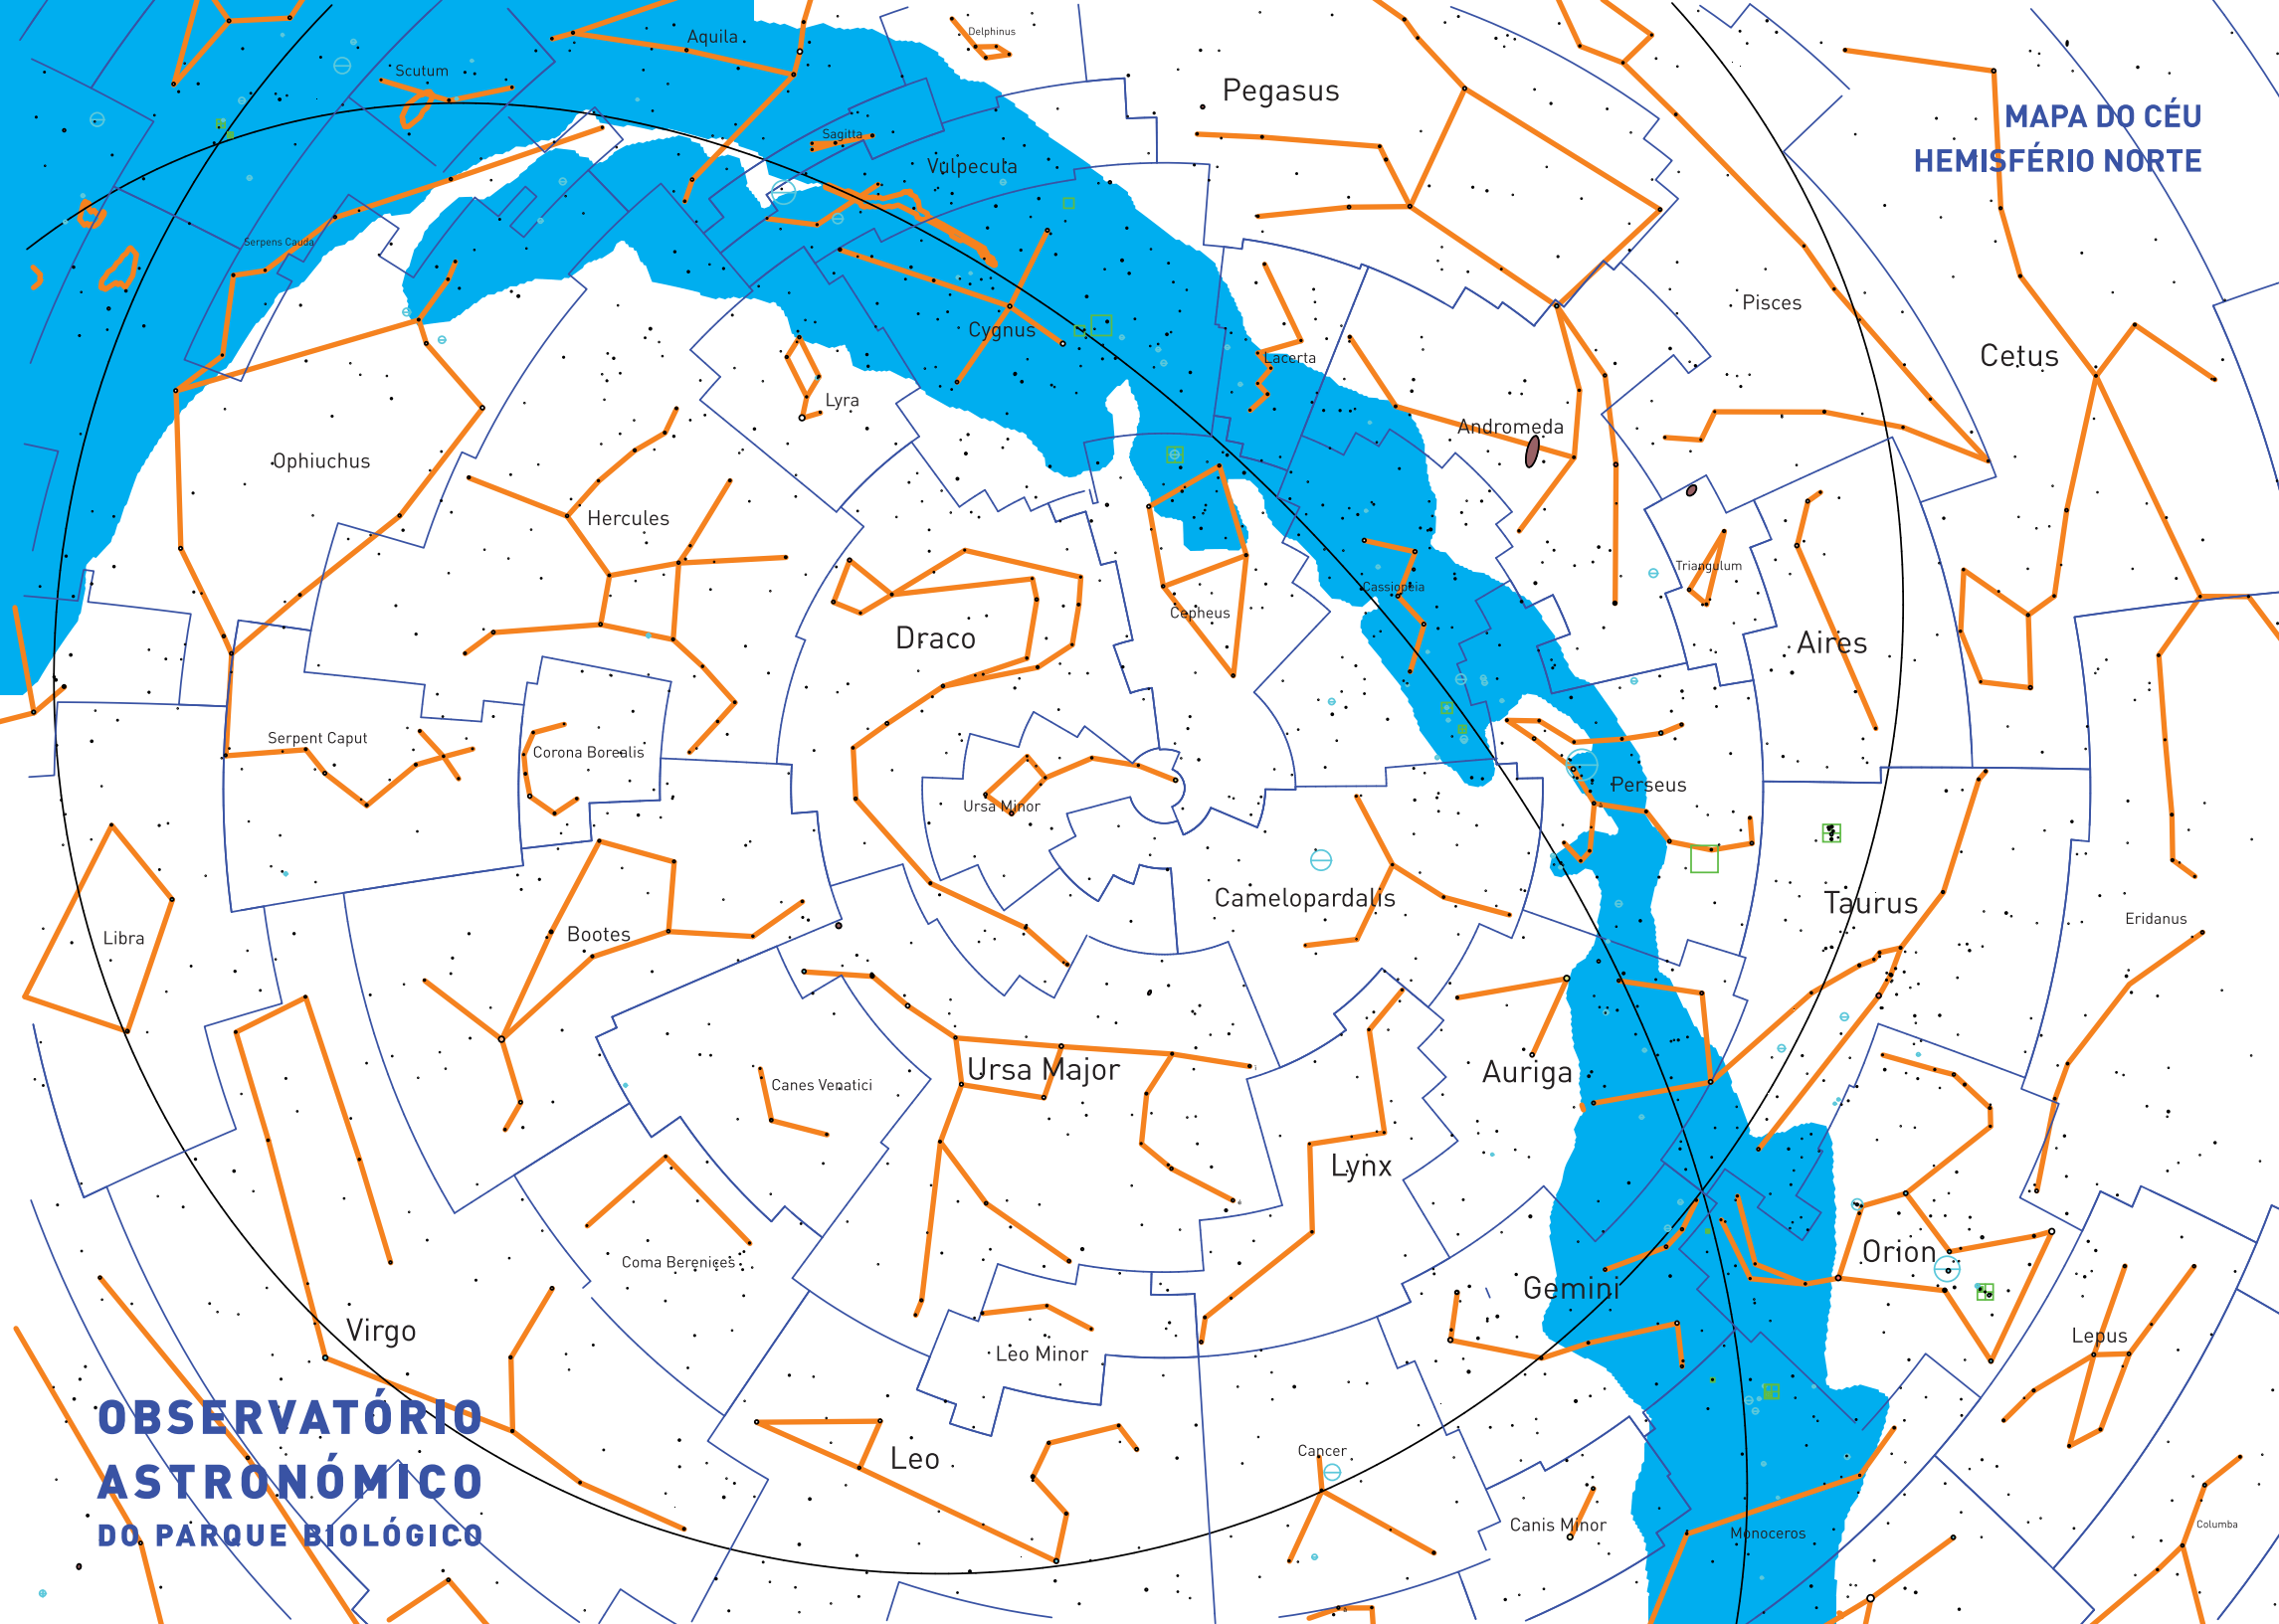 Delphinus
Aquila
Scutum
Pegasus
MAPA DO CÉU
HEMISFÉRIO NORTE
Sagitta
Vulpecuta
Serpens Cauda
Pisces
Cygnus
Lacerta
Cetus
Lyra
Andromeda
Ophiuchus
Hercules
Triangulum
Cassiopeia
Cepheus
Draco
Aires
Serpent Caput
Corona Borealis
Ursa Minor
Perseus
Camelopardalis
Taurus
Eridanus
Libra
Bootes
Ursa Major
Auriga
Canes Venatici
Lynx
Coma Berenices
Orion
Gemini
Virgo
Leo Minor
Lepus
OBSERVATÓRIO
ASTRONÓMICO
DO PARQUE BIOLÓGICO
Leo
Cancer
Canis Minor
Monoceros
Columba